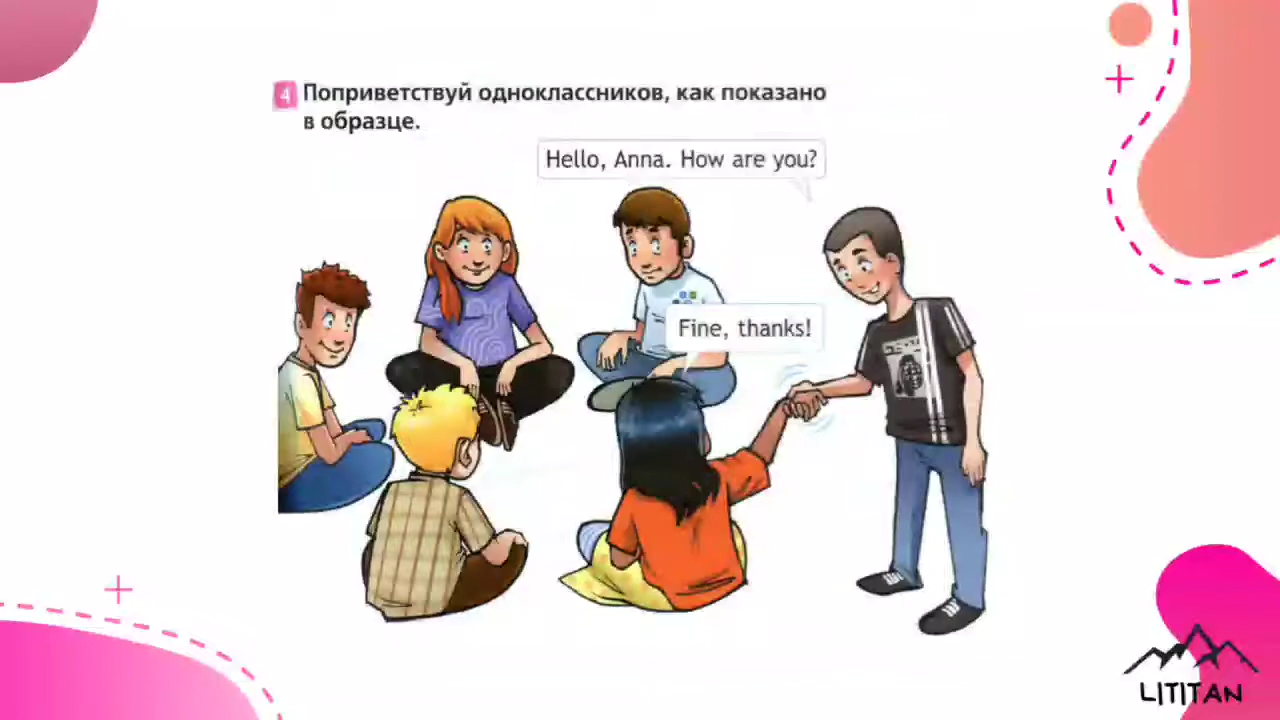 4 Поприветствуй одноклассников, как показано
в образце.
Hello, Anna. How are you?
Fine, thanks!
LITITAN